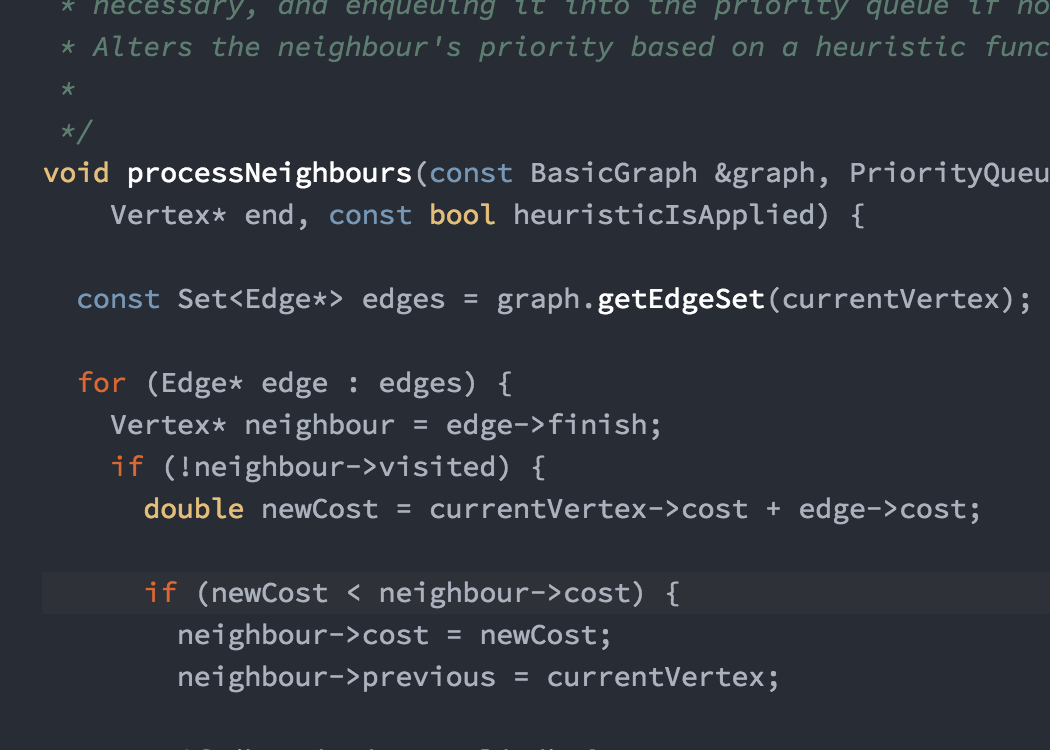 * necessary, and enqueuing it into the priority queue if no
* Alters the neighbour's priority based on a heuristic func
*
*/
void processNeighbours(const BasicGraph &graph, PriorityQueu
Vertex* end, const bool heuristicIsApplied) {
const Set<Edge*> edges = graph.getEdgeSet(currentVertex);
for (Edge* edge : edges) {
Vertex* neighbour = edge->finish;
if (!neighbour->visited) {
double newCost = currentVertex->cost + edge->cost;
if (newCost < neighbour->cost) {
neighbour->cost = newCost;
neighbour->previous = currentVertex;